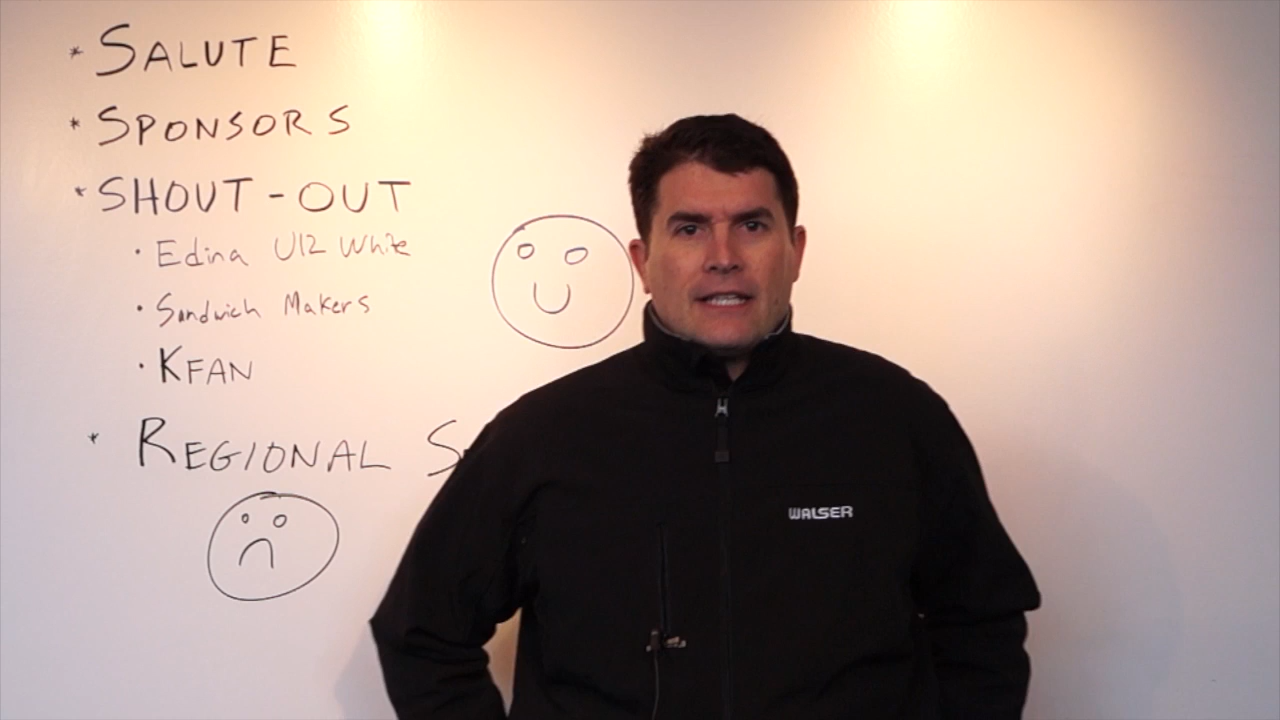 * SALUTE
* SPONSORS
* SHOUT-OUT
· Edina U12 White
· Sandwich Makers
· KFAN
* REGIONAL S
WALSER